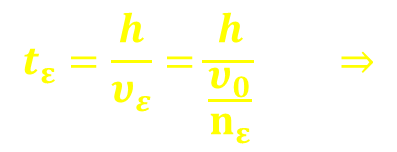 t_ε = h/υ_ε = h/(υ_0/n_ε) ⇒